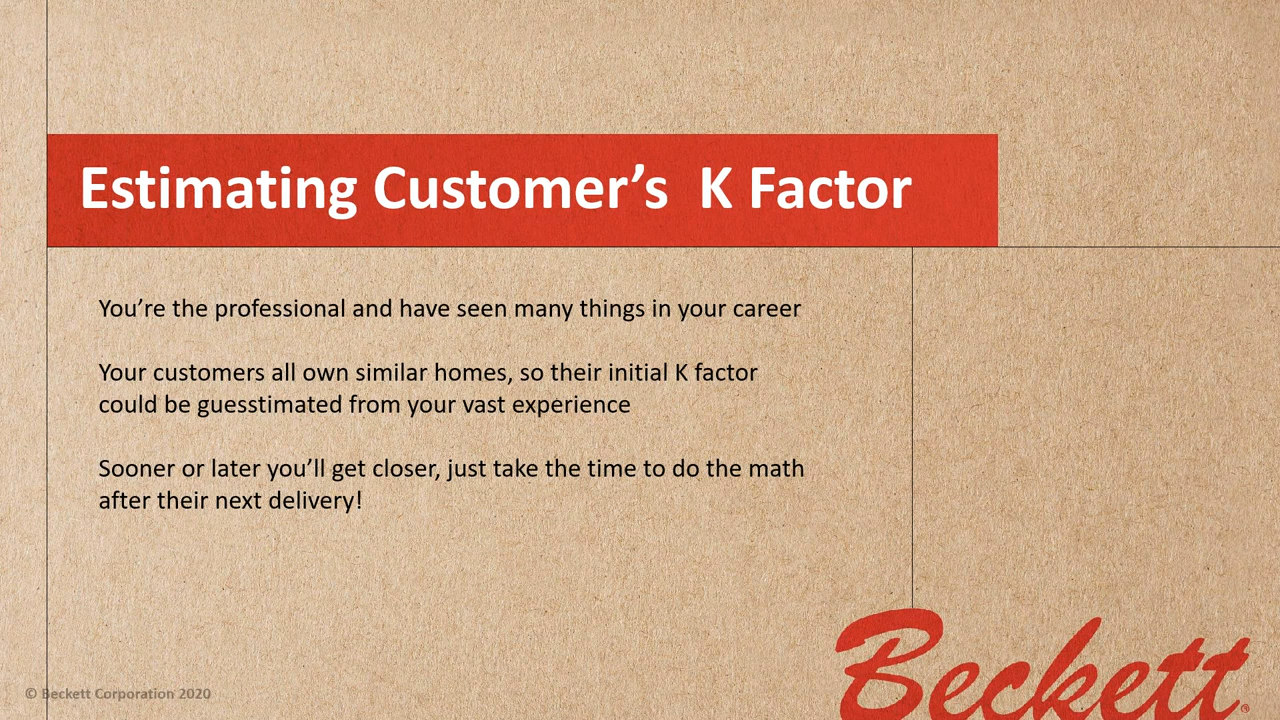 Estimating Customer’s  K Factor
You’re the professional and have seen many things in your career
Your customers all own similar homes, so their initial K factor
could be guesstimated from your vast experience
Sooner or later you’ll get closer, just take the time to do the math
after their next delivery!
Beckett®
© Beckett Corporation 2020